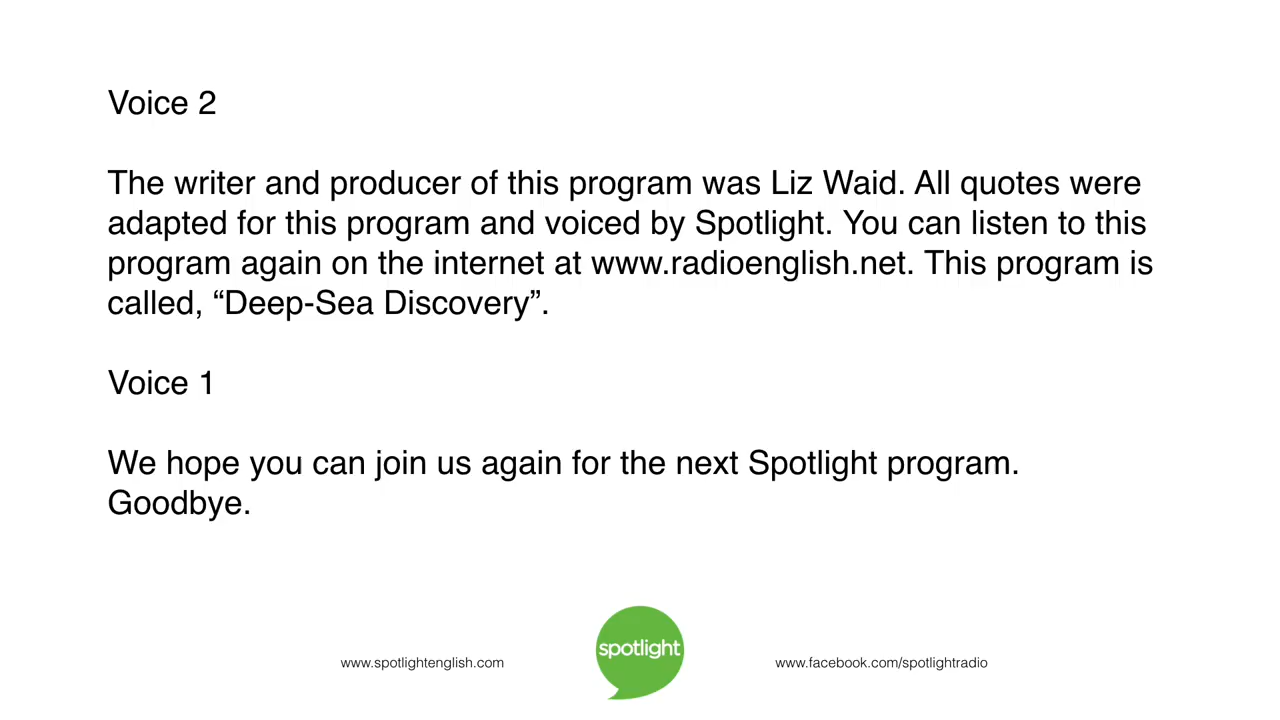 Voice 2
The writer and producer of this program was Liz Waid. All quotes were
adapted for this program and voiced by Spotlight. You can listen to this
program again on the internet at www.radioenglish.net. This program is
called, “Deep-Sea Discovery”.
Voice 1
We hope you can join us again for the next Spotlight program.
Goodbye.
www.spotlightenglish.com
spotlight
www.facebook.com/spotlightradio